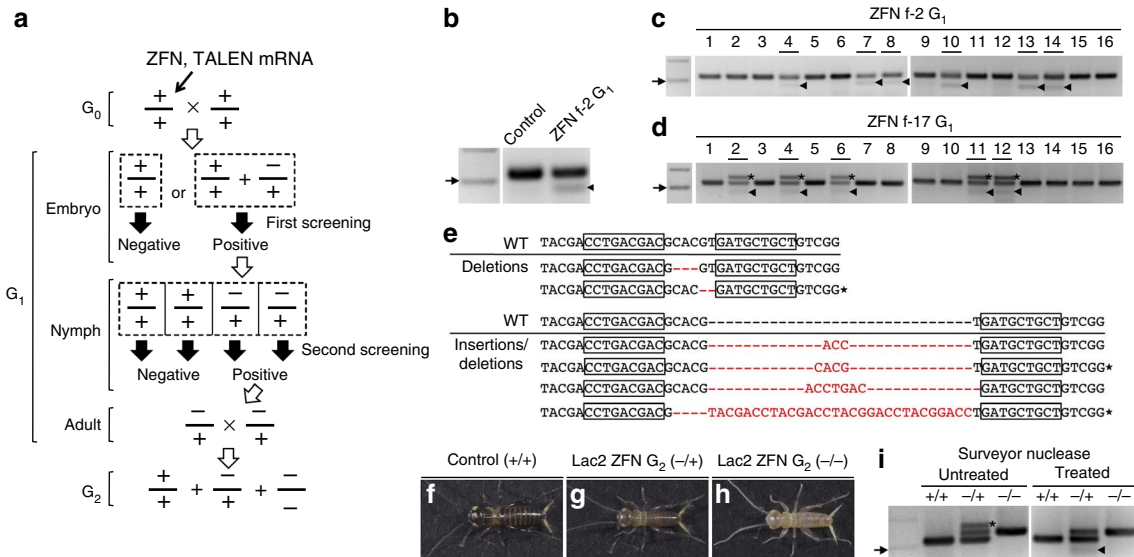 a
ZFN, TALEN mRNA
G0 + + × + +
G1
Embryo
+ + or + + + − +
First screening
Negative Positive
Nymph
+ + + + − + − +
Second screening
Negative Positive
Adult
− + × − +
G2
+ + + − + + − −
b
Control
ZFN f-2 G1
c
ZFN f-2 G1
1 2 3 4 5 6 7 8 9 10 11 12 13 14 15 16
d
ZFN f-17 G1
1 2 3 4 5 6 7 8 9 10 11 12 13 14 15 16
* * * * *
e
WT TACGACCTGACGACGCACGTGATGCTGCTGTCGG
Deletions TACGACCTGACGACG---GTGATGCTGCTGTCGG
TACGACCTGACGACGCAC--GATGCTGCTGTCGG★
WT TACGACCTGACGACGCACG------------------------------TGATGCTGCTGTCGG
Insertions/
deletions
TACGACCTGACGACGCACG-------------ACC--------------TGATGCTGCTGTCGG
TACGACCTGACGACGCACG------------CACG--------------TGATGCTGCTGTCGG★
TACGACCTGACGACGCACG-----------ACCTGAC------------TGATGCTGCTGTCGG
TACGACCTGACGACG----TACGACCTACGACCTACGGACCTACGGACCTGATGCTGCTGTCGG★
Control (+/+) Lac2 ZFN G2 (−/+) Lac2 ZFN G2 (−/−)
f g h
i
Surveyor nuclease
Untreated Treated
+/+ −/+ −/− +/+ −/+ −/−
*